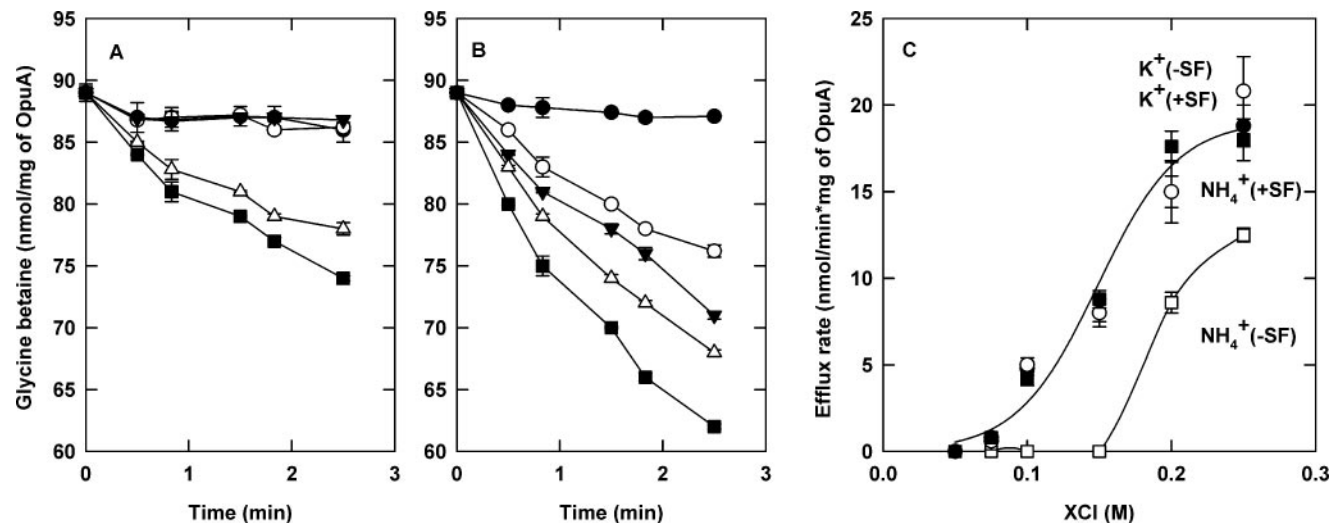 A
Glycine betaine (nmol/mg of OpuA)
95
90
85
80
75
70
65
60
0
1
2
3
Time (min)
B
95
90
85
80
75
70
65
60
0
1
2
3
Time (min)
C
Efflux rate (nmol/min*mg of OpuA)
25
20
15
10
5
0
0.0
0.1
0.2
0.3
XCl (M)
K+(-SF)
K+(+SF)
NH4+(+SF)
NH4+(-SF)